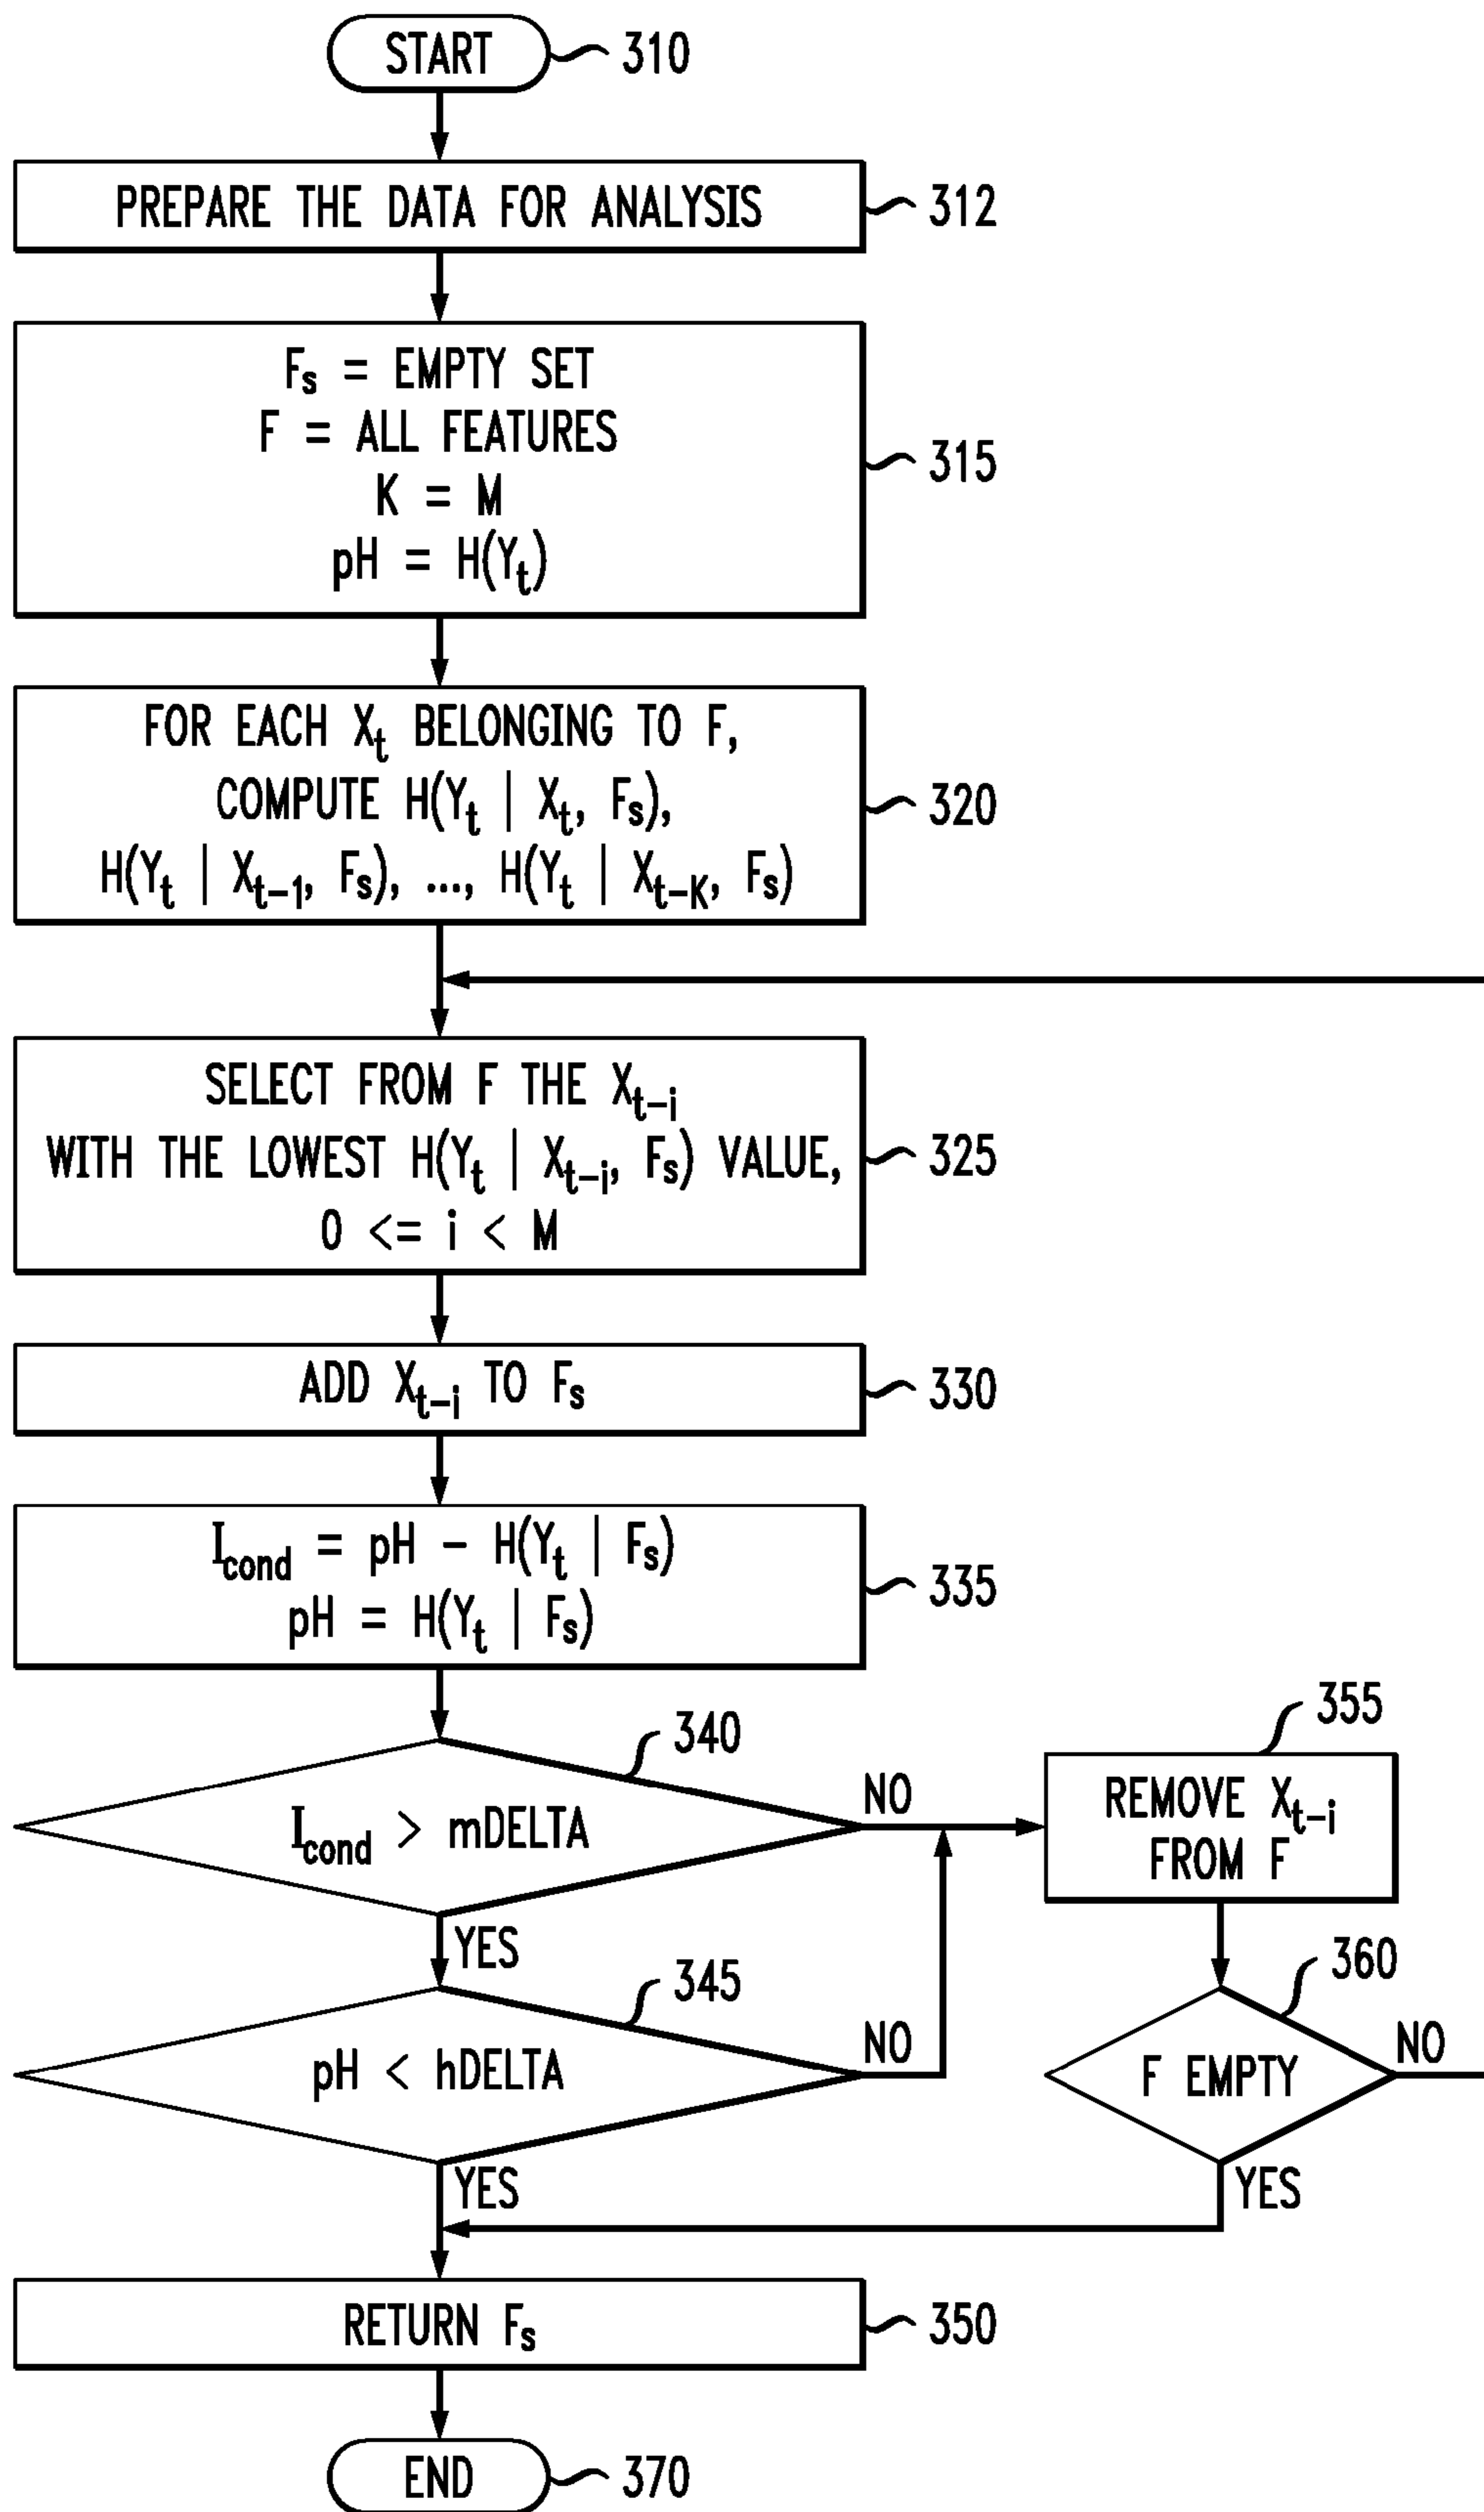 START
310
PREPARE THE DATA FOR ANALYSIS
312
Fs = EMPTY SET
F = ALL FEATURES
K = M
pH = H(Yt)
315
FOR EACH Xt BELONGING TO F,
COMPUTE H(Yt | Xt, Fs),
H(Yt | Xt-1, Fs), ..., H(Yt | Xt-K, Fs)
320
SELECT FROM F THE Xt-i
WITH THE LOWEST H(Yt | Xt-i, Fs) VALUE,
0 <= i < M
325
ADD Xt-i TO Fs
330
Icond = pH - H(Yt | Fs)
pH = H(Yt | Fs)
335
340
Icond > mDELTA
NO
YES
355
REMOVE Xt-i
FROM F
345
pH < hDELTA
NO
YES
360
F EMPTY
NO
YES
RETURN Fs
350
END
370